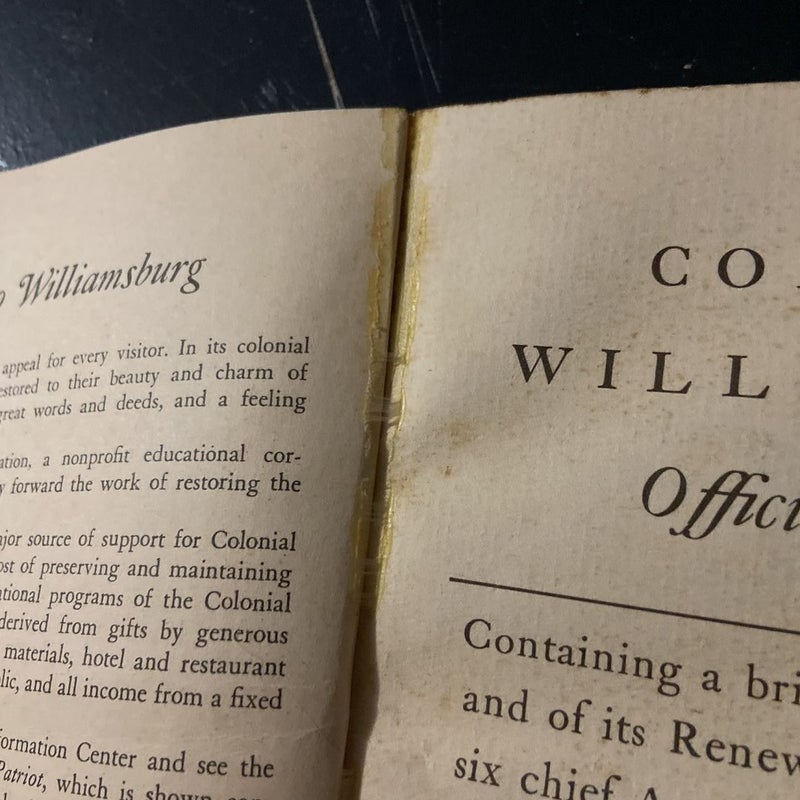 Williamsburg
appeal for every visitor. In its colonial
estored to their beauty and charm of
great words and deeds, and a feeling
ation, a nonprofit educational cor-
y forward the work of restoring the
ajor source of support for Colonial
ost of preserving and maintaining
ational programs of the Colonial
derived from gifts by generous
materials, hotel and restaurant
lic, and all income from a fixed
formation Center and see the
Patriot, which is shown con-
CO
WILL
Offici
Containing a bri
and of its Renew
six chief A